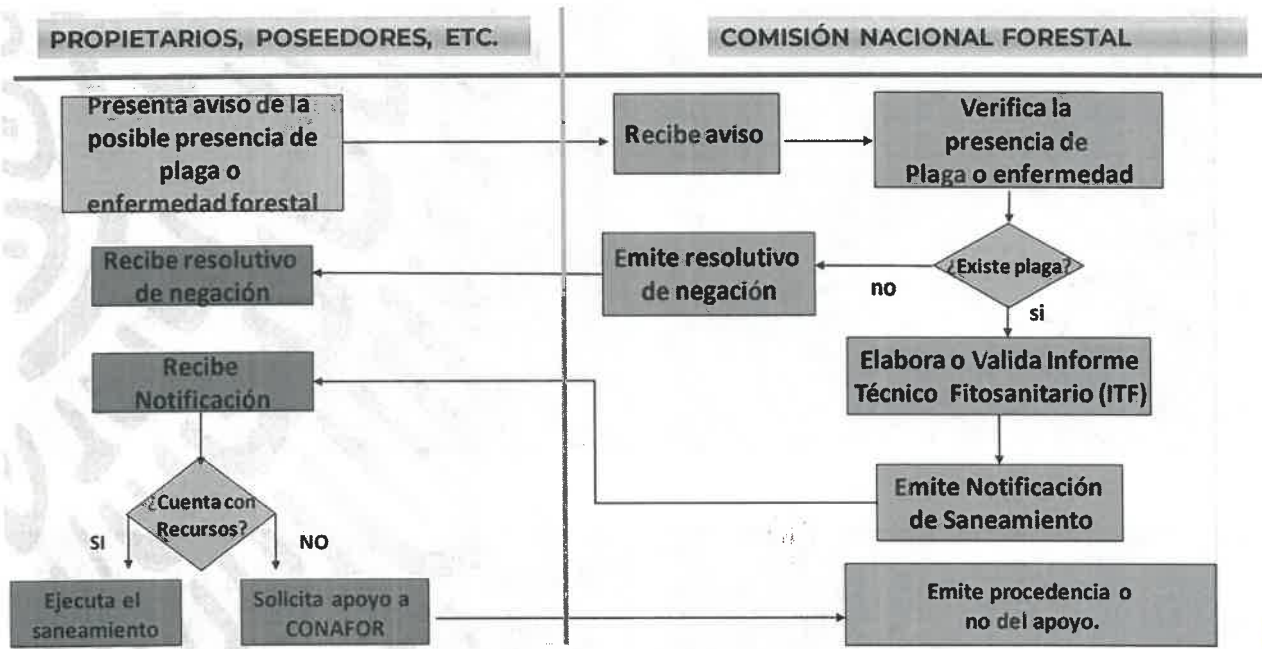 PROPIETARIOS, POSEEDORES, ETC.
COMISIÓN NACIONAL FORESTAL
Presenta aviso de la
posible presencia de
plaga o
enfermedad forestal
Recibe aviso
Verifica la
presencia de
Plaga o enfermedad
Recibe resolutivo
de negación
Emite resolutivo
de negación
no
¿Existe plaga?
si
Recibe
Notificación
Elabora o Valida Informe
Técnico Fitosanitario (ITF)
¿Cuenta con
Recursos?
SI
NO
Emite Notificación
de Saneamiento
Ejecuta el
saneamiento
Solicita apoyo a
CONAFOR
Emite procedencia o
no del apoyo.